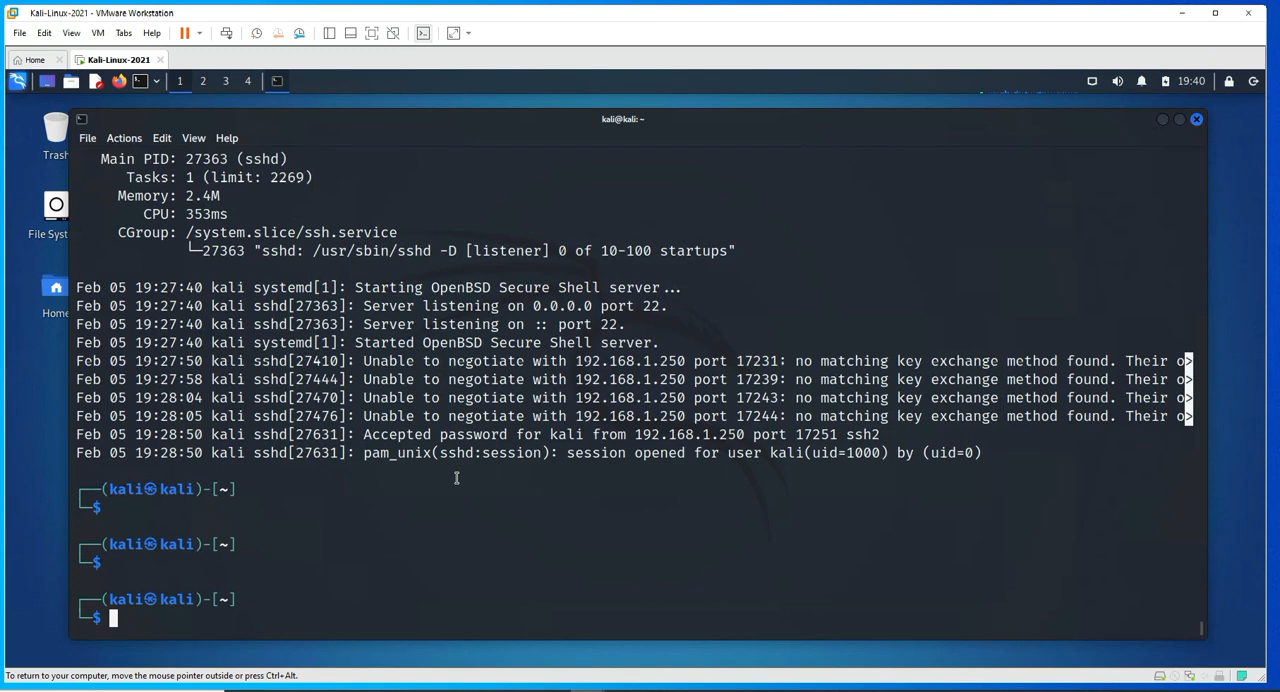 Kali-Linux-2021 - VMware Workstation
File Edit View VM Tabs Help
Home
Kali-Linux-2021
1 2 3 4
19:40
Trash
File Syst
Home
kali@kali: ~
File Actions Edit View Help
Main PID: 27363 (sshd)
Tasks: 1 (limit: 2269)
Memory: 2.4M
CPU: 353ms
CGroup: /system.slice/ssh.service
└─27363 "sshd: /usr/sbin/sshd -D [listener] 0 of 10-100 startups"
Feb 05 19:27:40 kali systemd[1]: Starting OpenBSD Secure Shell server...
Feb 05 19:27:40 kali sshd[27363]: Server listening on 0.0.0.0 port 22.
Feb 05 19:27:40 kali sshd[27363]: Server listening on :: port 22.
Feb 05 19:27:40 kali systemd[1]: Started OpenBSD Secure Shell server.
Feb 05 19:27:50 kali sshd[27410]: Unable to negotiate with 192.168.1.250 port 17231: no matching key exchange method found. Their o>
Feb 05 19:27:58 kali sshd[27444]: Unable to negotiate with 192.168.1.250 port 17239: no matching key exchange method found. Their o>
Feb 05 19:28:04 kali sshd[27470]: Unable to negotiate with 192.168.1.250 port 17243: no matching key exchange method found. Their o>
Feb 05 19:28:05 kali sshd[27476]: Unable to negotiate with 192.168.1.250 port 17244: no matching key exchange method found. Their o>
Feb 05 19:28:50 kali sshd[27631]: Accepted password for kali from 192.168.1.250 port 17251 ssh2
Feb 05 19:28:50 kali sshd[27631]: pam_unix(sshd:session): session opened for user kali(uid=1000) by (uid=0)
┌──(kali㉿kali)-[~]
└─$
┌──(kali㉿kali)-[~]
└─$
┌──(kali㉿kali)-[~]
└─$
To return to your computer, move the mouse pointer outside or press Ctrl+Alt.